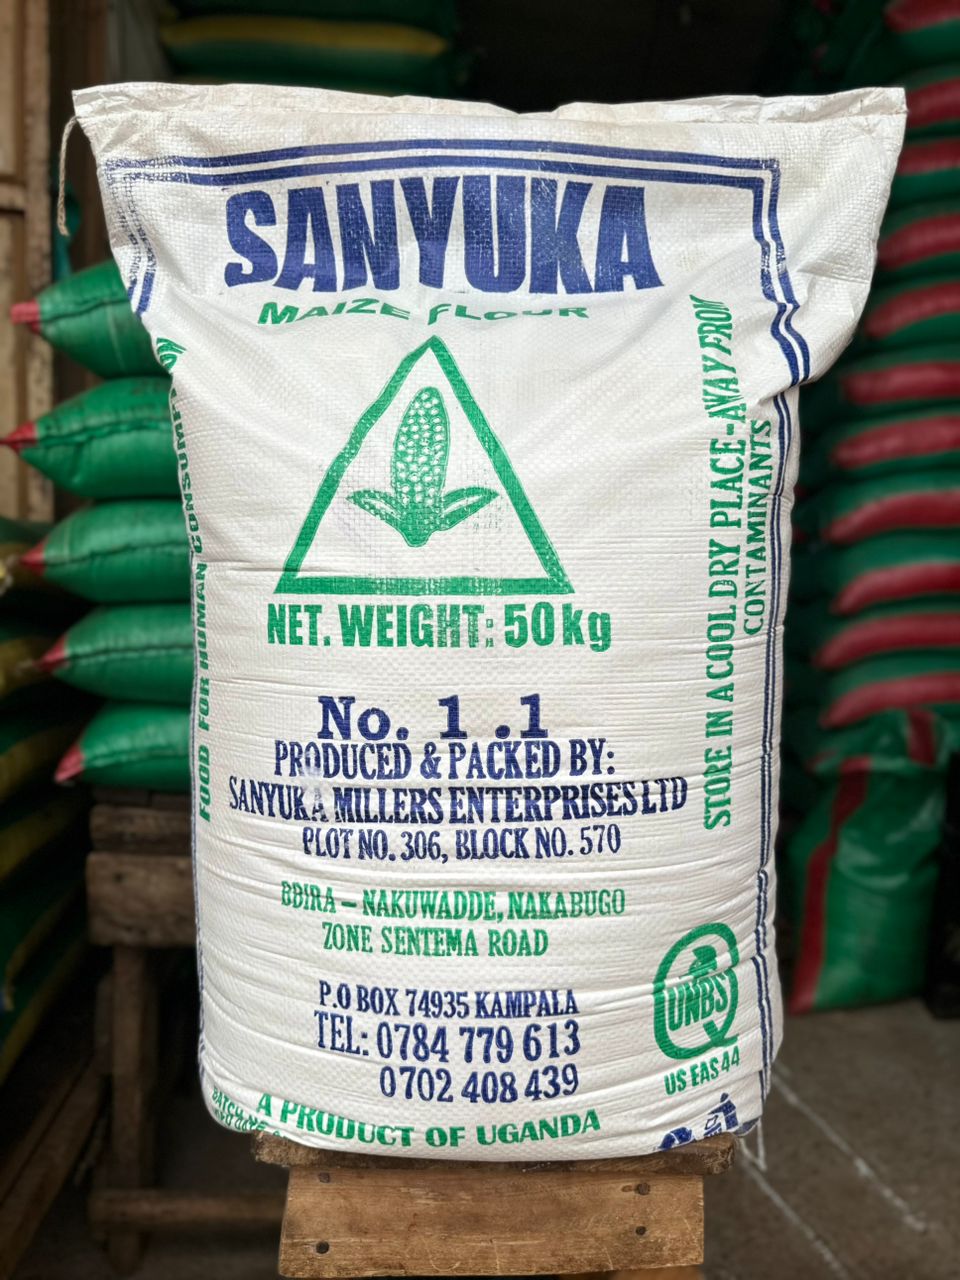 SANYUKA
MAIZE FLOUR
NET. WEIGHT: 50kg
No. 1 .1
PRODUCED & PACKED BY:
SANYUKA MILLERS ENTERPRISES LTD
PLOT NO. 306, BLOCK NO. 570
BBIRA – NAKUWADDE, NAKABUGO
ZONE SENTEMA ROAD
P.O BOX 74935 KAMPALA
TEL: 0784 779 613
0702 408 439
A PRODUCT OF UGANDA
FOOD FOR HUMAN CONSUMPTION
STORE IN A COOL DRY PLACE-AWAY FROM
CONTAMINANTS
UNBS
US EAS 44
BATCH